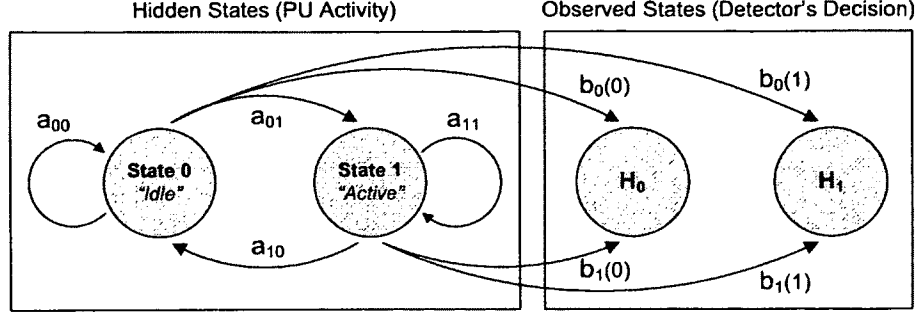 Hidden States (PU Activity)
Observed States (Detector's Decision)
a00
State 0
"Idle"
a01
State 1
"Active"
a11
a10
b0(0)
b0(1)
H0
H1
b1(0)
b1(1)